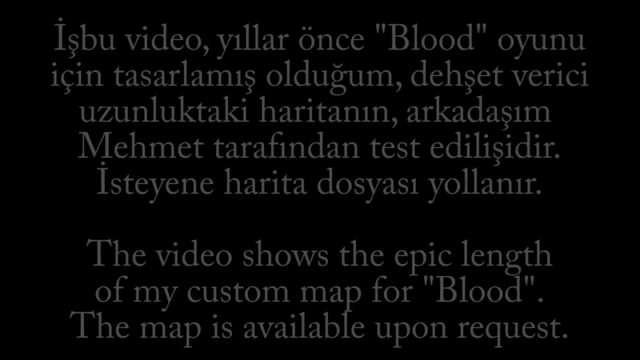 İşbu video, yıllar önce "Blood" oyunu
için tasarlamış olduğum, dehşet verici
uzunluktaki haritanın, arkadaşım
Mehmet tarafından test edilişidir.
İsteyene harita dosyası yollanır.
The video shows the epic length
of my custom map for "Blood".
The map is available upon request.